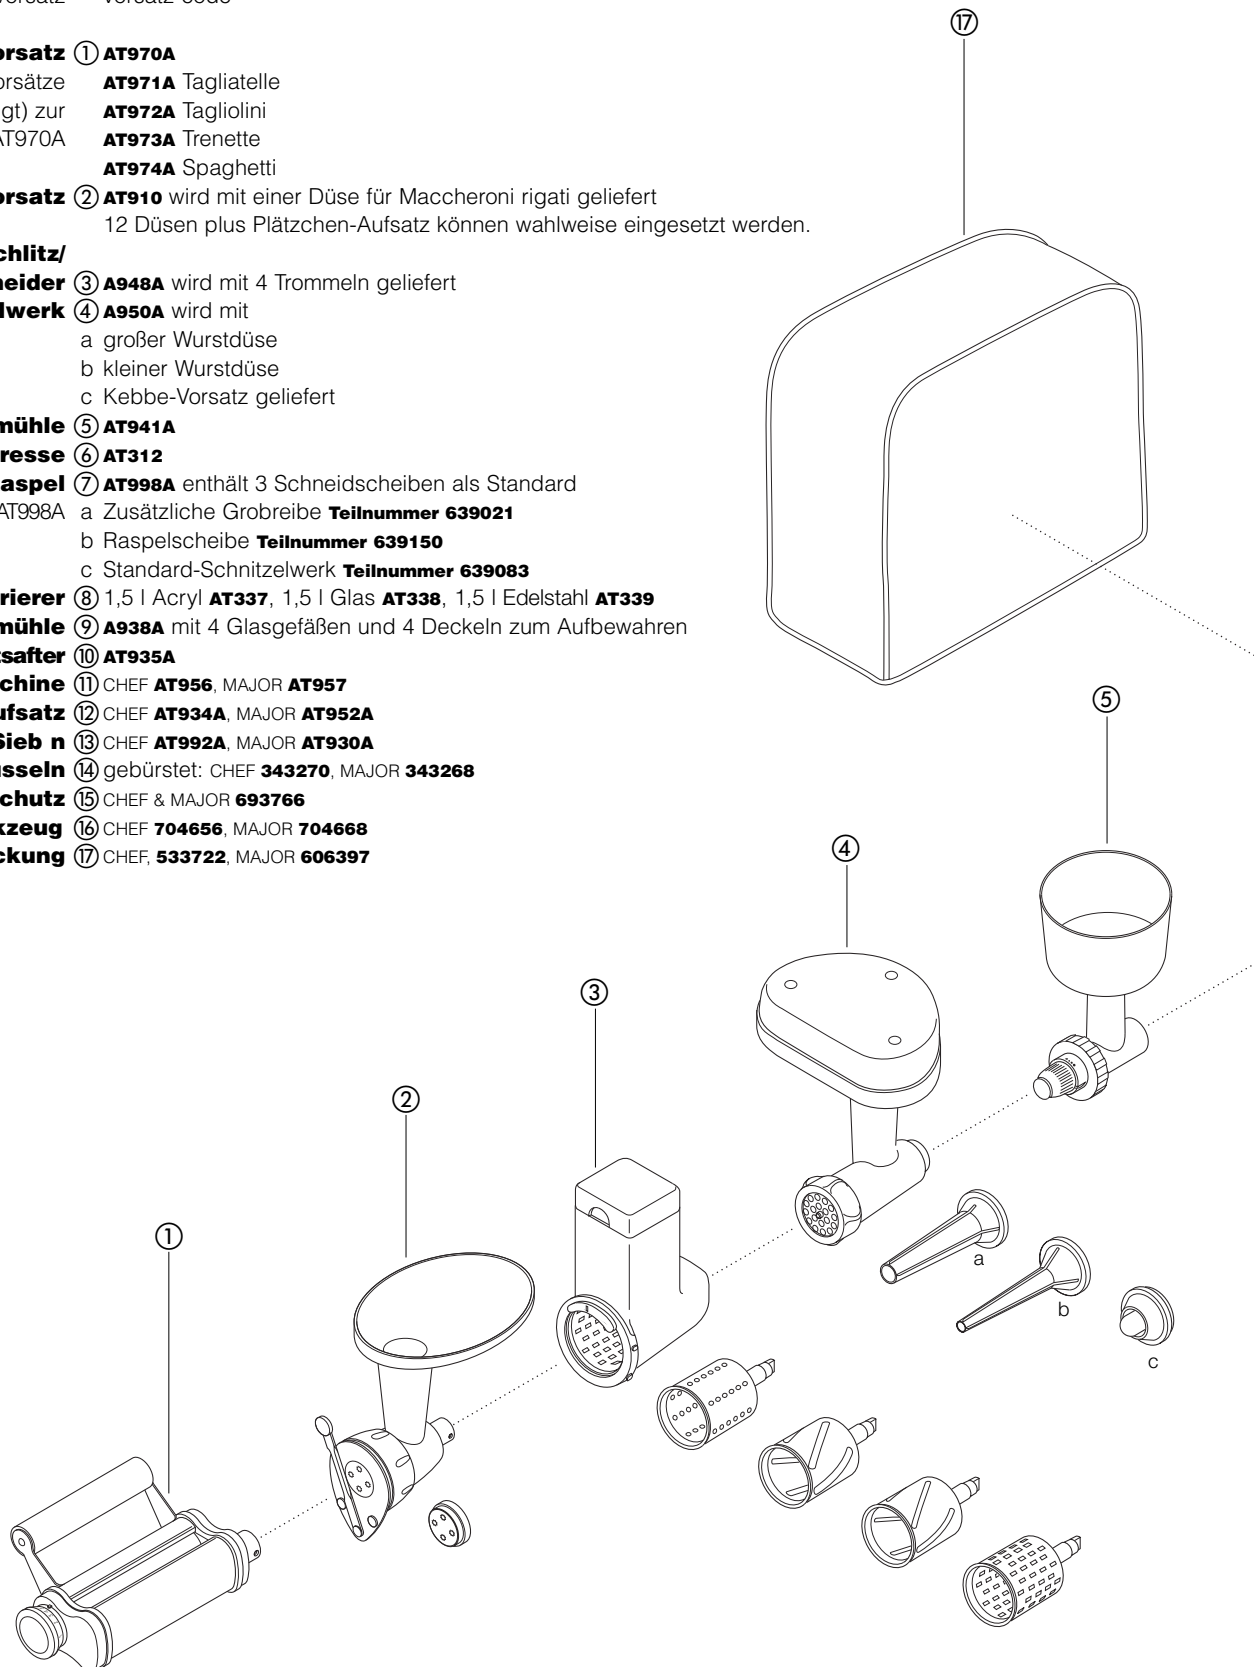 ⑰
orsatz ① AT970A
orsätze AT971A Tagliatelle
gt) zur AT972A Tagliolini
AT970A AT973A Trenette
AT974A Spaghetti
orsatz ② AT910 wird mit einer Düse für Maccheroni rigati geliefert
12 Düsen plus Plätzchen-Aufsatz können wahlweise eingesetzt werden.
chlitz/
neider ③ A948A wird mit 4 Trommeln geliefert
lwerk ④ A950A wird mit
a großer Wurstdüse
b kleiner Wurstdüse
c Kebbe-Vorsatz geliefert
mühle ⑤ AT941A
resse ⑥ AT312
aspel ⑦ AT998A enthält 3 Schneidscheiben als Standard
AT998A a Zusätzliche Grobreibe Teilnummer 639021
b Raspelscheibe Teilnummer 639150
c Standard-Schnitzelwerk Teilnummer 639083
rierer ⑧ 1,5 l Acryl AT337, 1,5 l Glas AT338, 1,5 l Edelstahl AT339
mühle ⑨ A938A mit 4 Glasgefäßen und 4 Deckeln zum Aufbewahren
tsafter ⑩ AT935A
chine ⑪ CHEF AT956, MAJOR AT957
ufsatz ⑫ CHEF AT934A, MAJOR AT952A
Sieb n ⑬ CHEF AT992A, MAJOR AT930A
üsseln ⑭ gebürstet: CHEF 343270, MAJOR 343268
chutz ⑮ CHEF & MAJOR 693766
kzeug ⑯ CHEF 704656, MAJOR 704668
ckung ⑰ CHEF, 533722, MAJOR 606397
⑤
④
③
②
①
a
b
c